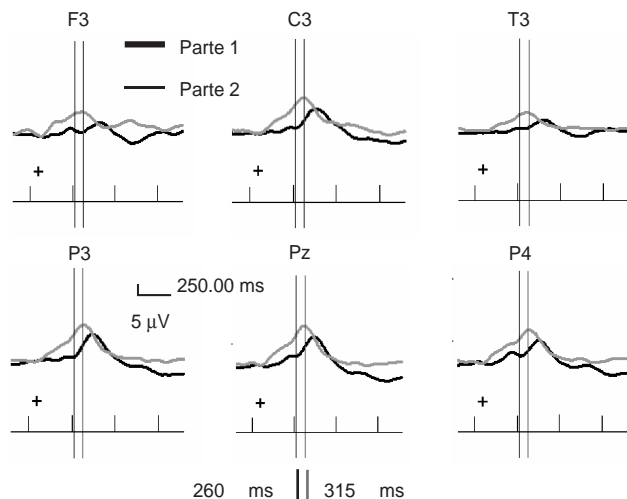 F3 C3 T3
Parte 1
Parte 2
+ + +
P3 Pz P4
250.00 ms
5 µV
+ + +
260 ms 315 ms